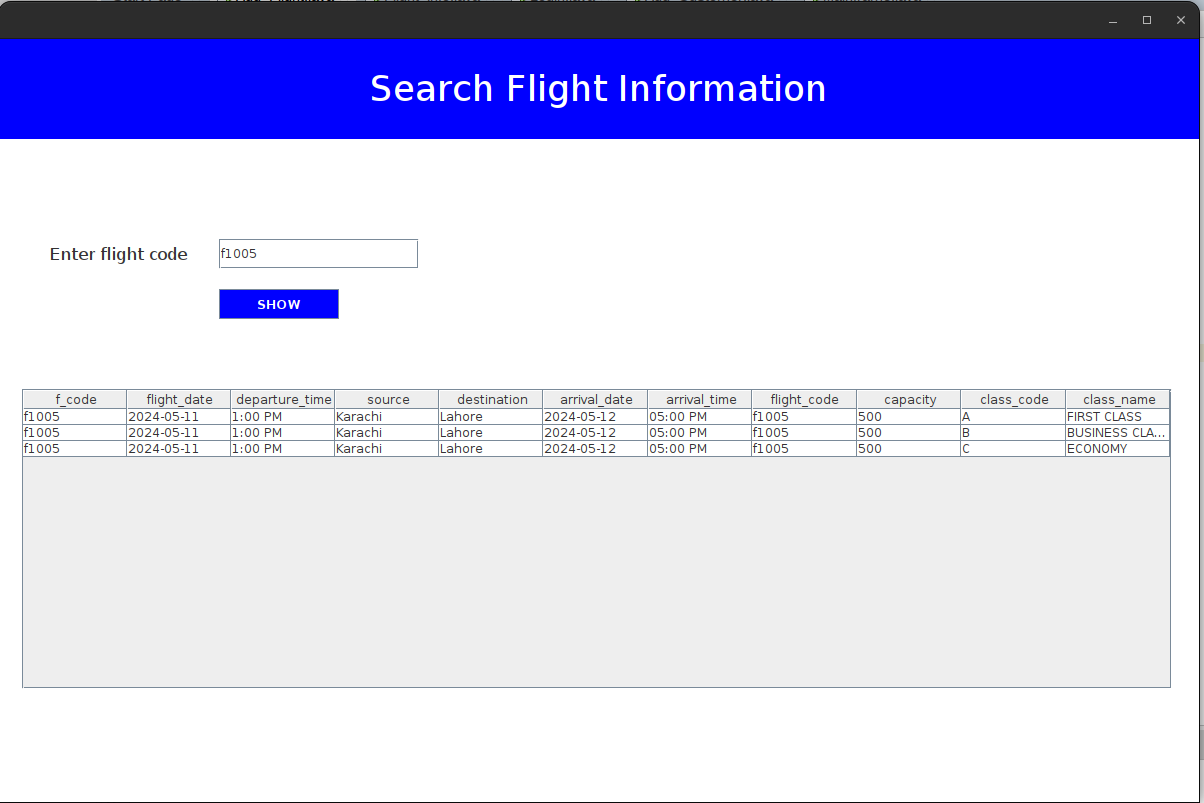 Search Flight Information
Enter flight code f1005
SHOW
f_code flight_date departure_time source destination arrival_date arrival_time flight_code capacity class_code class_name
f1005 2024-05-11 1:00 PM Karachi Lahore 2024-05-12 05:00 PM f1005 500 A FIRST CLASS
f1005 2024-05-11 1:00 PM Karachi Lahore 2024-05-12 05:00 PM f1005 500 B BUSINESS CLA...
f1005 2024-05-11 1:00 PM Karachi Lahore 2024-05-12 05:00 PM f1005 500 C ECONOMY